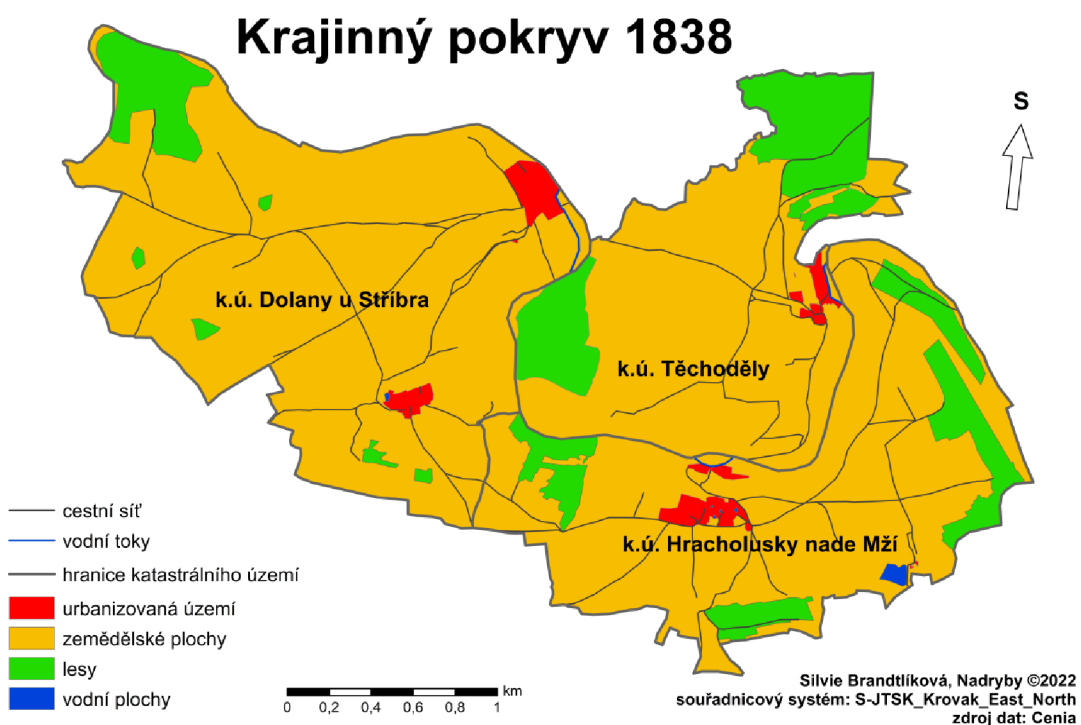 Krajinný pokryv 1838
S
k.ú. Dolany u Stříbra
k.ú. Těchoděly
k.ú. Hracholusky nade Mží
cestní síť
vodní toky
hranice katastrálního území
urbanizovaná území
zemědělské plochy
lesy
vodní plochy
km
0 0,2 0,4 0,6 0,8 1
Silvie Brandtlíková, Nadryby ©2022
souřadnicový systém: S-JTSK_Krovak_East_North
zdroj dat: Cenia